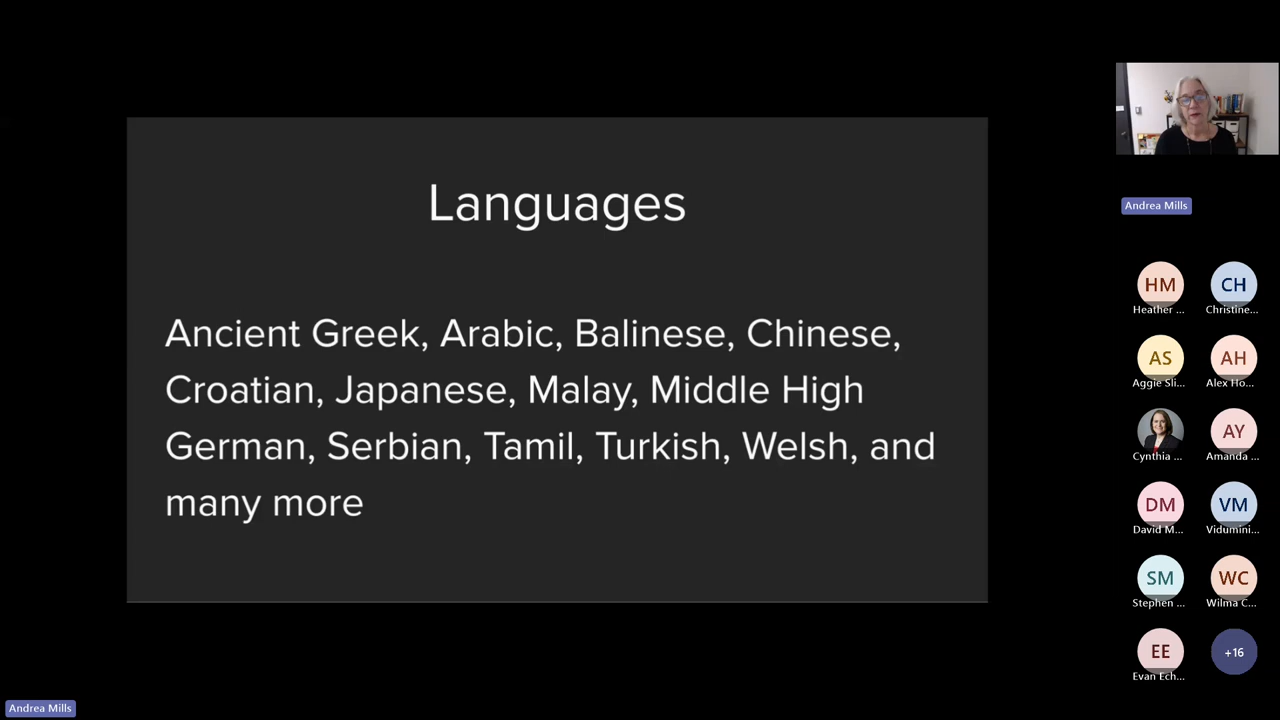 Languages
Ancient Greek, Arabic, Balinese, Chinese,
Croatian, Japanese, Malay, Middle High
German, Serbian, Tamil, Turkish, Welsh, and
many more
Andrea Mills
HM
CH
Heather ...
Christine...
AS
AH
Aggie Sli...
Alex Ho...
AY
Cynthia ...
Amanda ...
DM
VM
David M...
Vidumini...
SM
WC
Stephen ...
Wilma C...
EE
+16
Evan Ech...
Andrea Mills